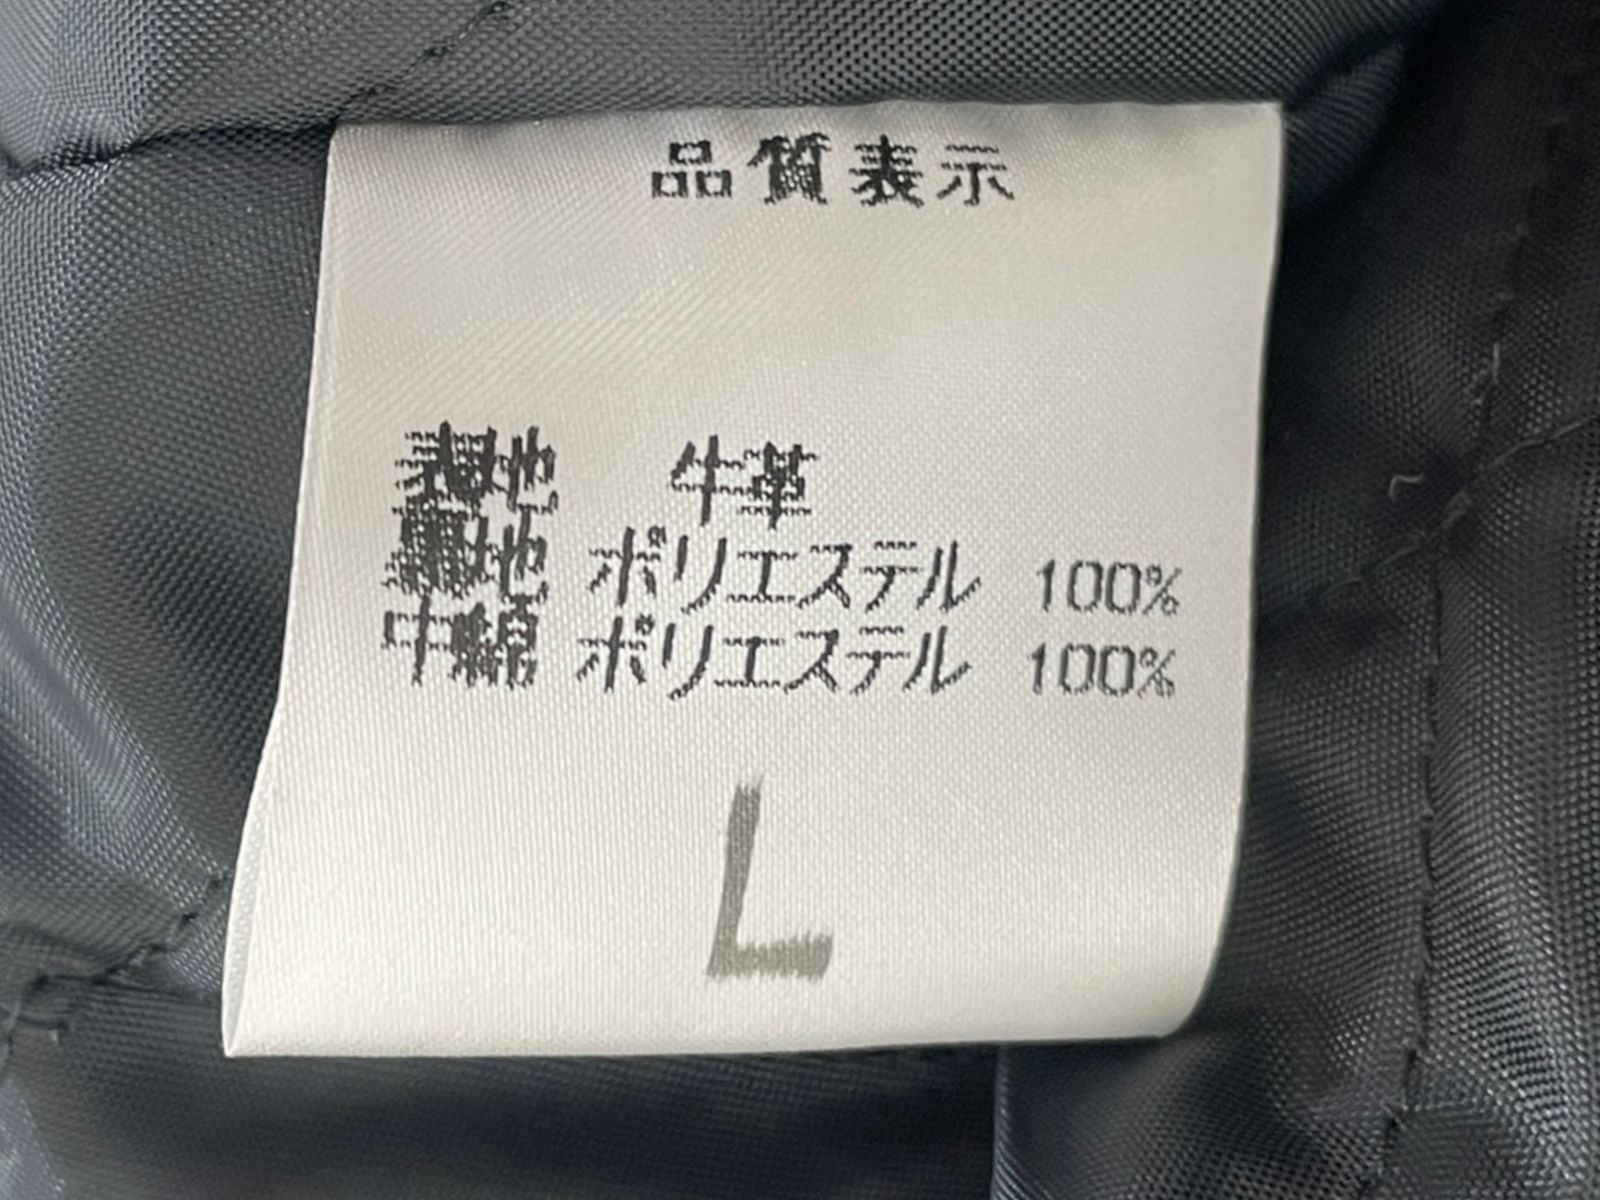 品質表示
表地 牛革
裏地 ポリエステル 100%
中綿 ポリエステル 100%
L